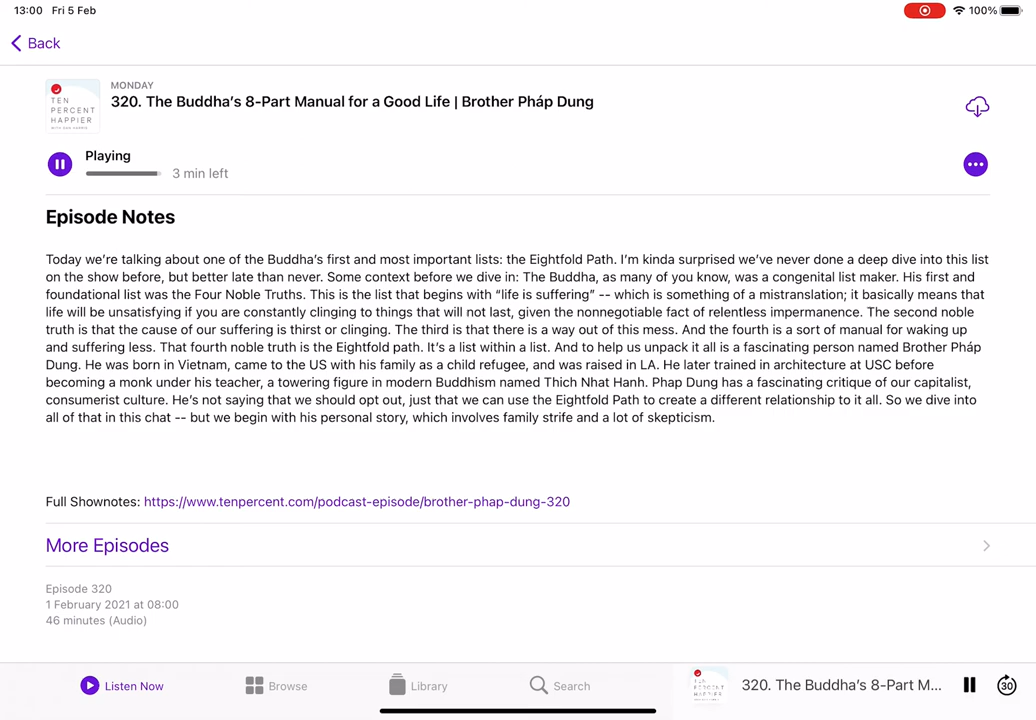 13:00 Fri 5 Feb
100%
Back
MONDAY
320. The Buddha’s 8-Part Manual for a Good Life | Brother Pháp Dung
TEN
PERCENT
HAPPIER
WITH DAN HARRIS
Playing
3 min left
Episode Notes
Today we’re talking about one of the Buddha’s first and most important lists: the Eightfold Path. I’m kinda surprised we’ve never done a deep dive into this list
on the show before, but better late than never. Some context before we dive in: The Buddha, as many of you know, was a congenital list maker. His first and
foundational list was the Four Noble Truths. This is the list that begins with “life is suffering” -- which is something of a mistranslation; it basically means that
life will be unsatisfying if you are constantly clinging to things that will not last, given the nonnegotiable fact of relentless impermanence. The second noble
truth is that the cause of our suffering is thirst or clinging. The third is that there is a way out of this mess. And the fourth is a sort of manual for waking up
and suffering less. That fourth noble truth is the Eightfold path. It’s a list within a list. And to help us unpack it all is a fascinating person named Brother Pháp
Dung. He was born in Vietnam, came to the US with his family as a child refugee, and was raised in LA. He later trained in architecture at USC before
becoming a monk under his teacher, a towering figure in modern Buddhism named Thich Nhat Hanh. Phap Dung has a fascinating critique of our capitalist,
consumerist culture. He’s not saying that we should opt out, just that we can use the Eightfold Path to create a different relationship to it all. So we dive into
all of that in this chat -- but we begin with his personal story, which involves family strife and a lot of skepticism.
Full Shownotes: https://www.tenpercent.com/podcast-episode/brother-phap-dung-320
More Episodes
Episode 320
1 February 2021 at 08:00
46 minutes (Audio)
Listen Now
Browse
Library
Search
TEN
PERCENT
HAPPIER
320. The Buddha’s 8-Part M...
30